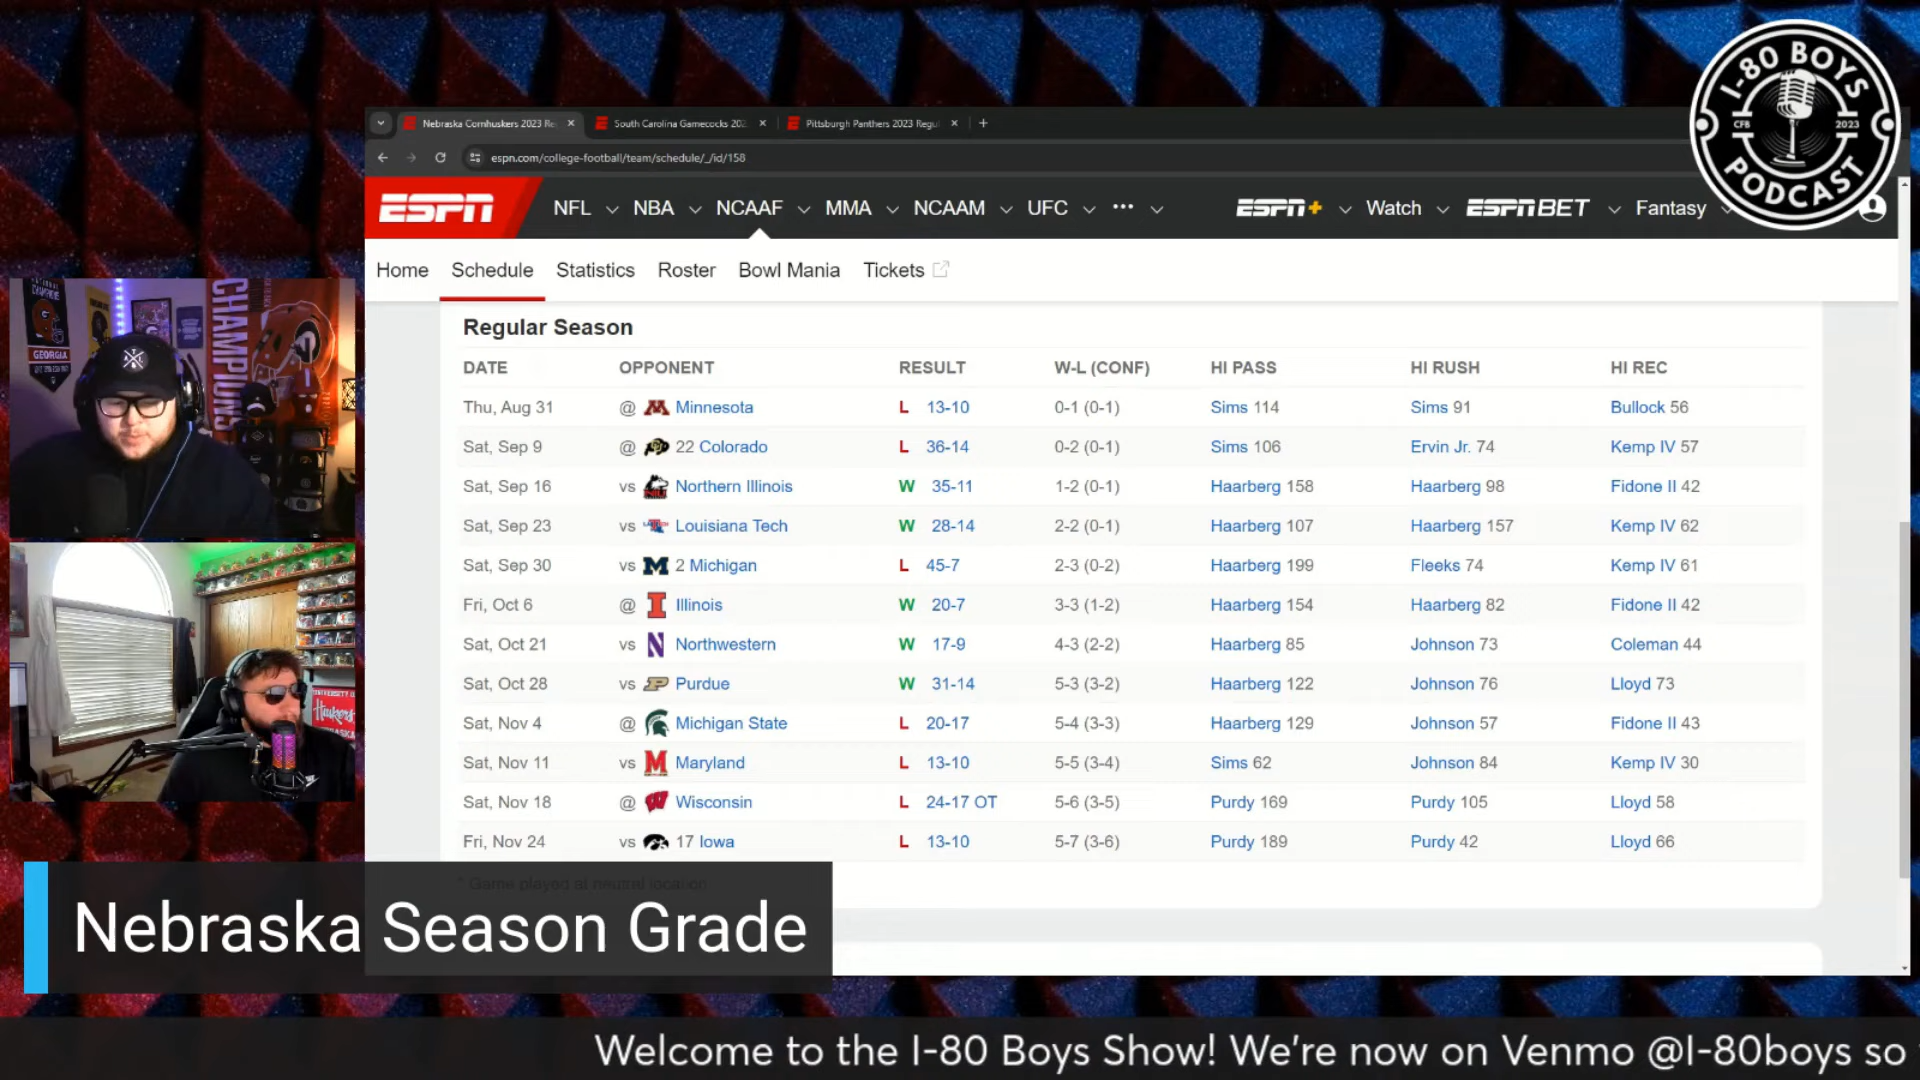 I-80 BOYS
CFB 2023
PODCAST
Nebraska Cornhuskers 2023 Re
South Carolina Gamecocks 202
Pittsburgh Panthers 2023 Regul
espn.com/college-football/team/schedule/_/id/158
ESPN NFL NBA NCAAF MMA NCAAM UFC ••• ESPN+ Watch ESPN BET Fantasy
Home Schedule Statistics Roster Bowl Mania Tickets
Regular Season
DATE OPPONENT RESULT W-L (CONF) HI PASS HI RUSH HI REC
Thu, Aug 31 @ Minnesota L 13-10 0-1 (0-1) Sims 114 Sims 91 Bullock 56
Sat, Sep 9 @ 22 Colorado L 36-14 0-2 (0-1) Sims 106 Ervin Jr. 74 Kemp IV 57
Sat, Sep 16 vs Northern Illinois W 35-11 1-2 (0-1) Haarberg 158 Haarberg 98 Fidone II 42
Sat, Sep 23 vs Louisiana Tech W 28-14 2-2 (0-1) Haarberg 107 Haarberg 157 Kemp IV 62
Sat, Sep 30 vs 2 Michigan L 45-7 2-3 (0-2) Haarberg 199 Fleeks 74 Kemp IV 61
Fri, Oct 6 @ Illinois W 20-7 3-3 (1-2) Haarberg 154 Haarberg 82 Fidone II 42
Sat, Oct 21 vs Northwestern W 17-9 4-3 (2-2) Haarberg 85 Johnson 73 Coleman 44
Sat, Oct 28 vs Purdue W 31-14 5-3 (3-2) Haarberg 122 Johnson 76 Lloyd 73
Sat, Nov 4 @ Michigan State L 20-17 5-4 (3-3) Haarberg 129 Johnson 57 Fidone II 43
Sat, Nov 11 vs Maryland L 13-10 5-5 (3-4) Sims 62 Johnson 84 Kemp IV 30
Sat, Nov 18 @ Wisconsin L 24-17 OT 5-6 (3-5) Purdy 169 Purdy 105 Lloyd 58
Fri, Nov 24 vs 17 Iowa L 13-10 5-7 (3-6) Purdy 189 Purdy 42 Lloyd 66
* Game played at neutral location
CHAMPIONS
GEORGIA
Huskers
Nebraska Season Grade
Welcome to the I-80 Boys Show! We're now on Venmo @I-80boys so